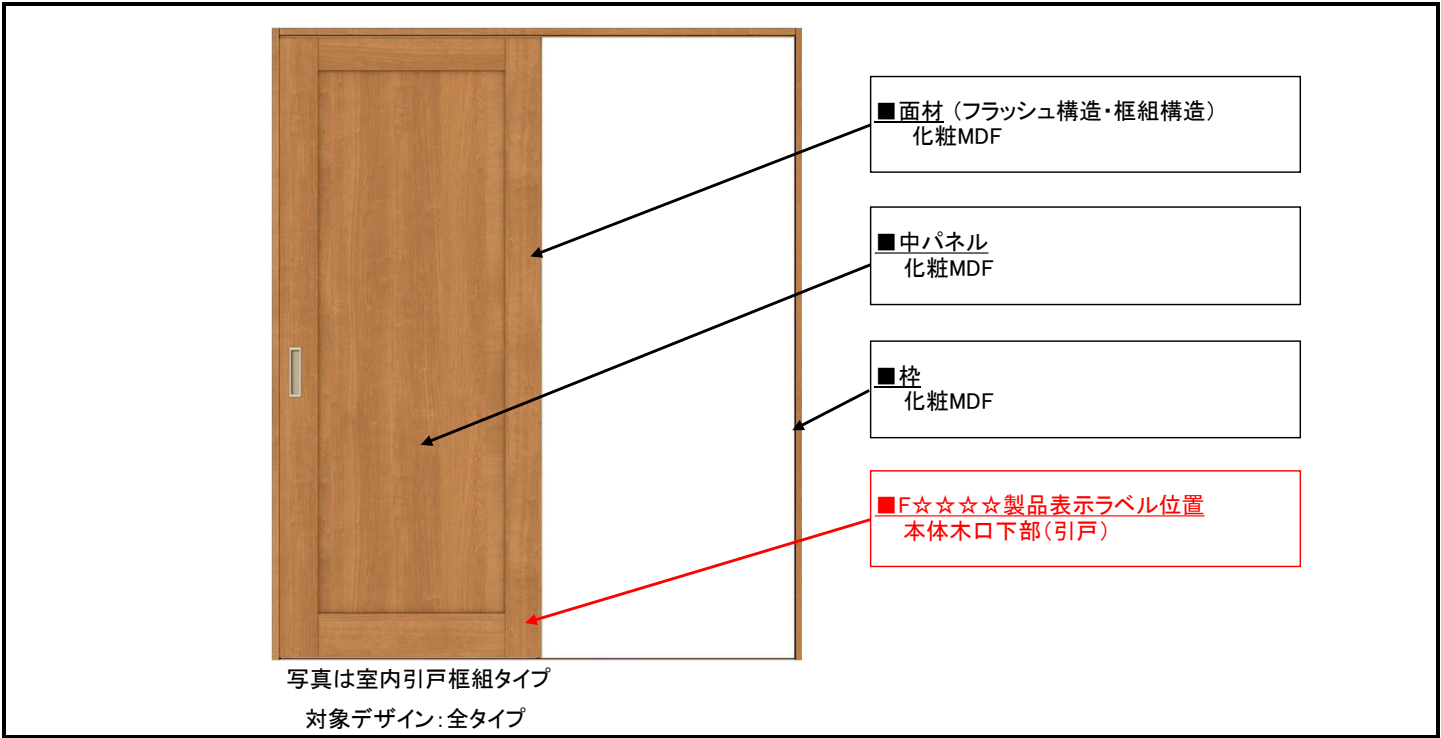 ■面材（フラッシュ構造・框組構造）
化粧MDF
■中パネル
化粧MDF
■枠
化粧MDF
■F☆☆☆☆製品表示ラベル位置
本体木口下部（引戸）
写真は室内引戸框組タイプ
対象デザイン：全タイプ